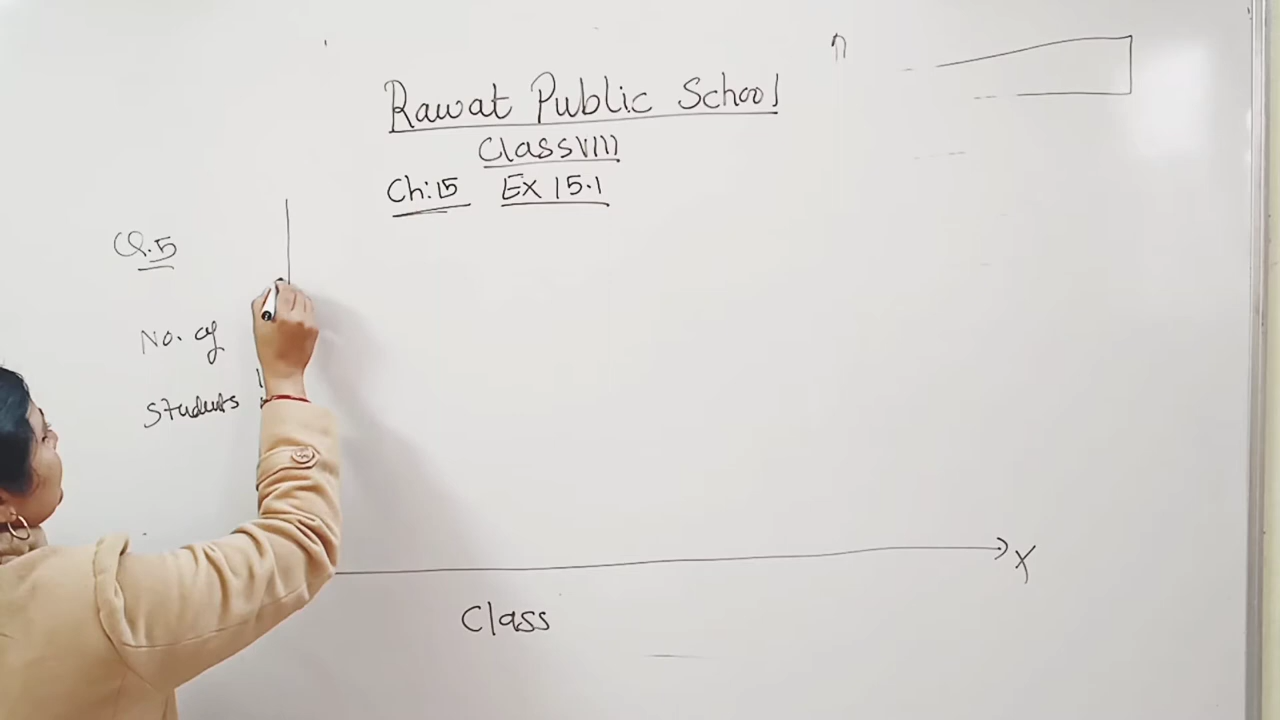 Rawat Public School
Class VIII
Ch:15 Ex 15.1
Q.5
No. of
Students
X
Class